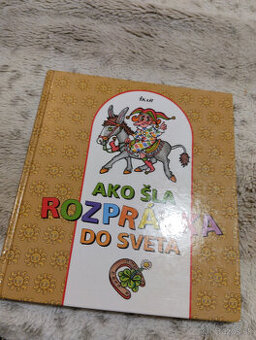 IKAR
AKO ŠLA
ROZPRÁVKA
DO SVETA